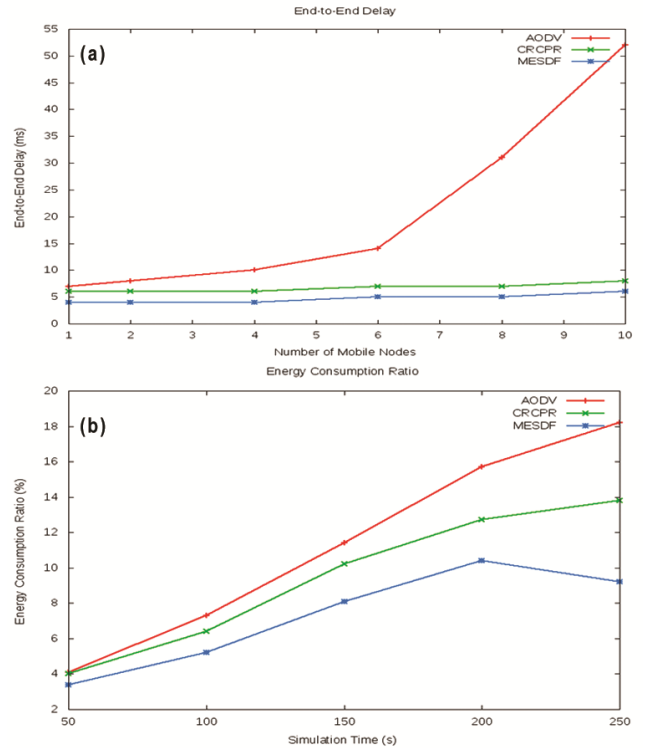 End-to-End Delay
(a)
AODV
CRCPR
MESDF
End-to-End Delay (ms)
55
50
45
40
35
30
25
20
15
10
5
0
1 2 3 4 5 6 7 8 9 10
Number of Mobile Nodes
Energy Consumption Ratio
(b)
AODV
CRCPR
MESDF
Energy Consumption Ratio (%)
20
18
16
14
12
10
8
6
4
2
50 100 150 200 250
Simulation Time (s)